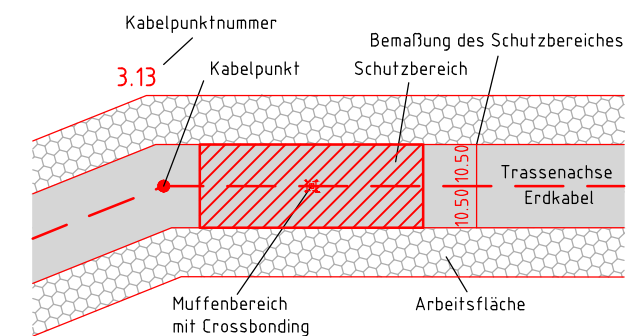 Kabelpunktnummer
Bemaßung des Schutzbereiches
3.13
Kabelpunkt
Schutzbereich
10.50
10.50
Trassenachse
Erdkabel
Muffenbereich
mit Crossbonding
Arbeitsfläche